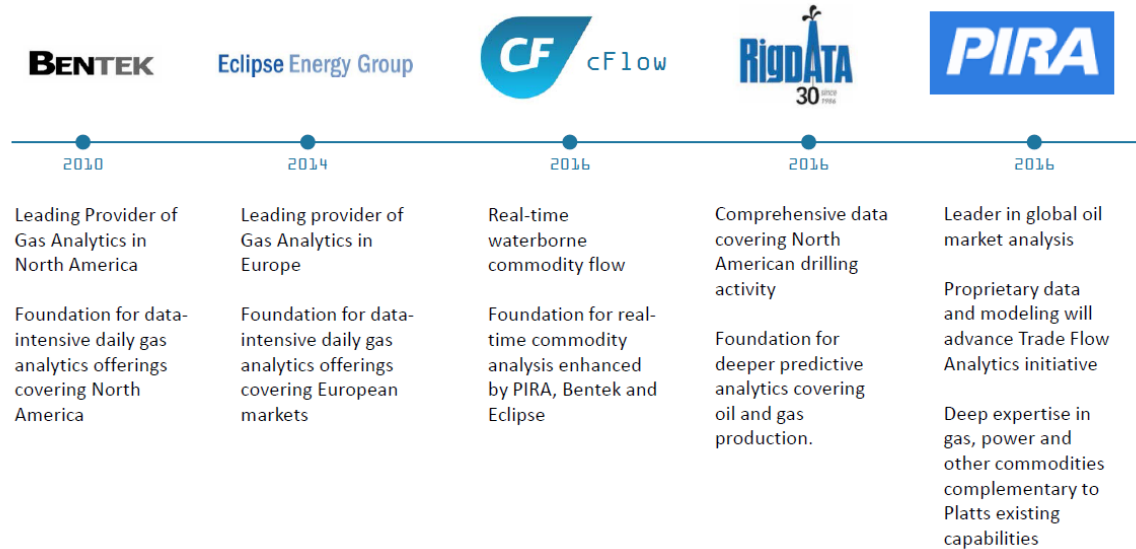 BENTEK
Eclipse Energy Group
CF
cFlow
RigDATA
30 since
1986
PIRA
2010
2014
2016
2016
2016
Leading Provider of
Gas Analytics in
North America
Foundation for data-
intensive daily gas
analytics offerings
covering North
America
Leading provider of
Gas Analytics in
Europe
Foundation for data-
intensive daily gas
analytics offerings
covering European
markets
Real-time
waterborne
commodity flow
Foundation for real-
time commodity
analysis enhanced
by PIRA, Bentek and
Eclipse
Comprehensive data
covering North
American drilling
activity
Foundation for
deeper predictive
analytics covering
oil and gas
production.
Leader in global oil
market analysis
Proprietary data
and modeling will
advance Trade Flow
Analytics initiative
Deep expertise in
gas, power and
other commodities
complementary to
Platts existing
capabilities